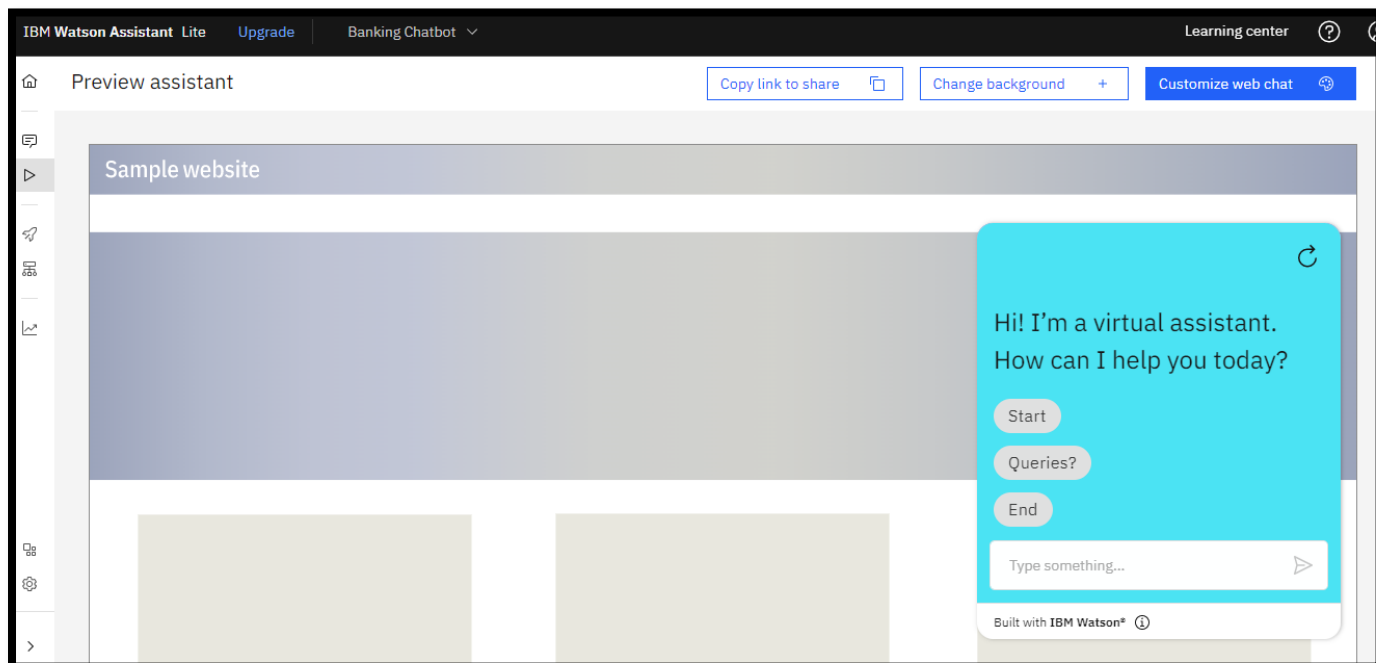 IBM Watson Assistant Lite Upgrade Banking Chatbot Learning center
Preview assistant Copy link to share Change background + Customize web chat
Sample website
Hi! I'm a virtual assistant.
How can I help you today?
Start
Queries?
End
Type something...
Built with IBM Watson®